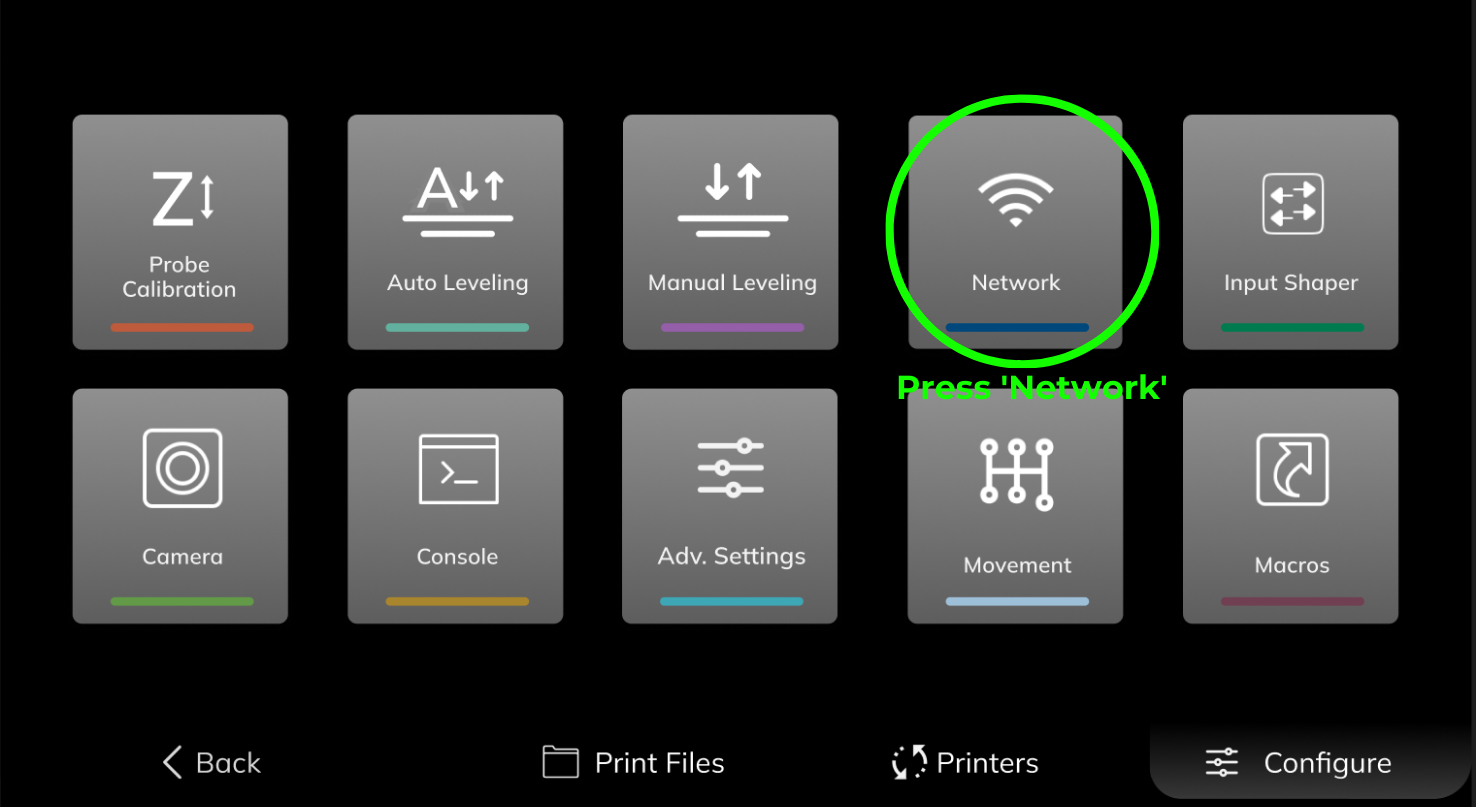 Probe
Calibration
Auto Leveling
Manual Leveling
Network
Input Shaper
Press 'Network'
Camera
Console
Adv. Settings
Movement
Macros
Back
Print Files
Printers
Configure